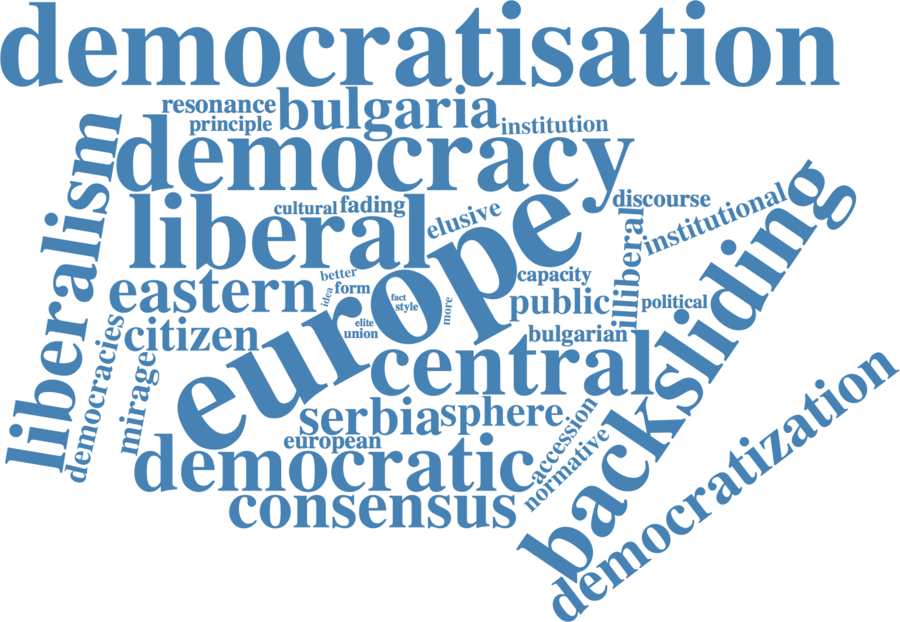 democratisation
resonance
bulgaria
principle
institution
democracy
liberalism
liberal
cultural
fading
elusive
discourse
institutional
illiberal
europe
backsliding
better
idea
form
fact
style
more
capacity
eastern
public
political
elite
union
citizen
bulgarian
democracies
mirage
central
serbia
sphere
european
accession
normative
democratic
consensus
democratization